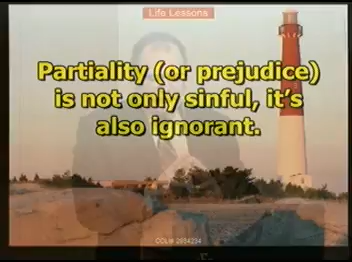 Life Lessons
Partiality (or prejudice)
is not only sinful, it's
also ignorant.